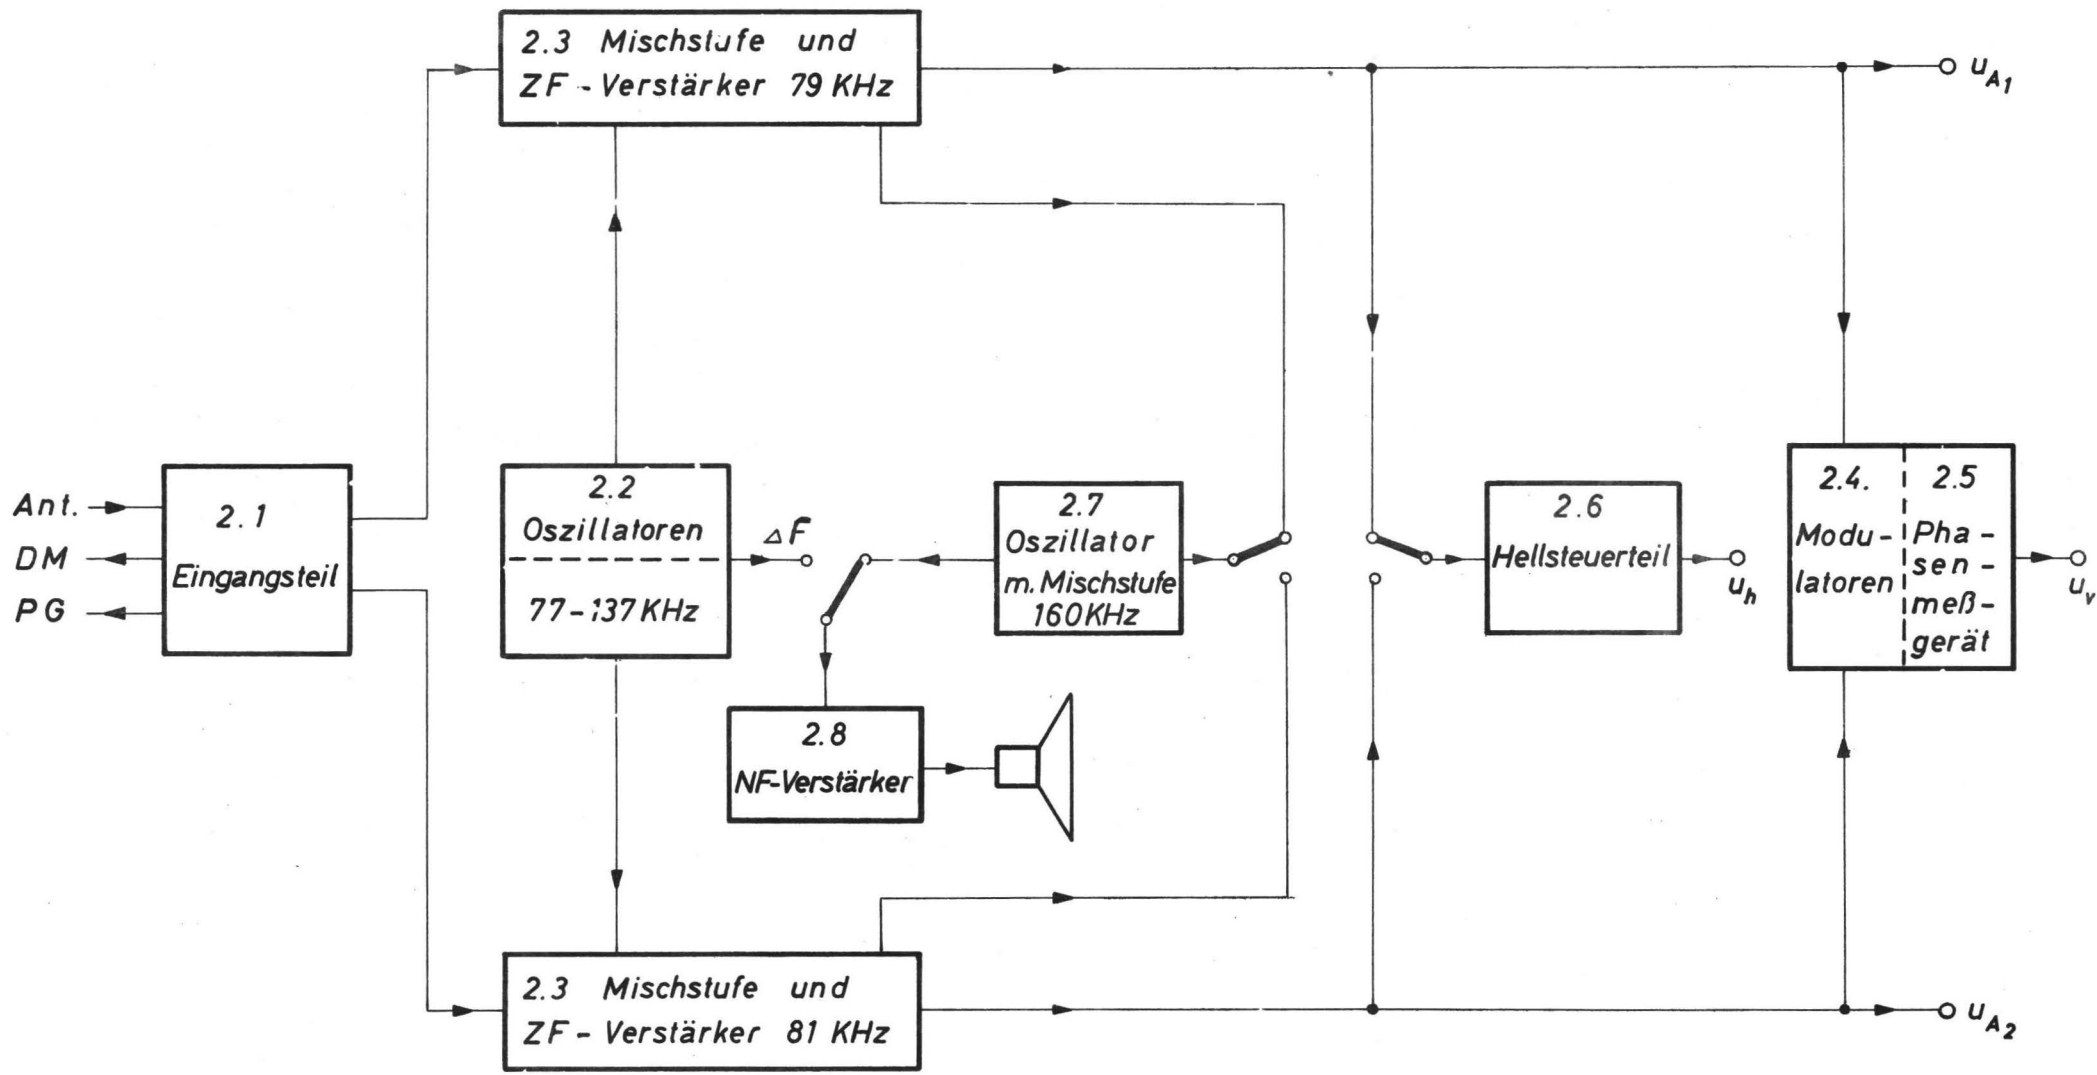 2.3 Mischstufe und
ZF - Verstärker 79 KHz
u_A1
Ant.
DM
PG
2.1
Eingangsteil
2.2
Oszillatoren
77-137 KHz
ΔF
2.7
Oszillator
m. Mischstufe
160 KHz
2.6
Hellsteuerteil
u_h
2.4.
Modu-
latoren
2.5
Pha-
sen-
meß-
gerät
u_v
2.8
NF-Verstärker
2.3 Mischstufe und
ZF - Verstärker 81 KHz
u_A2